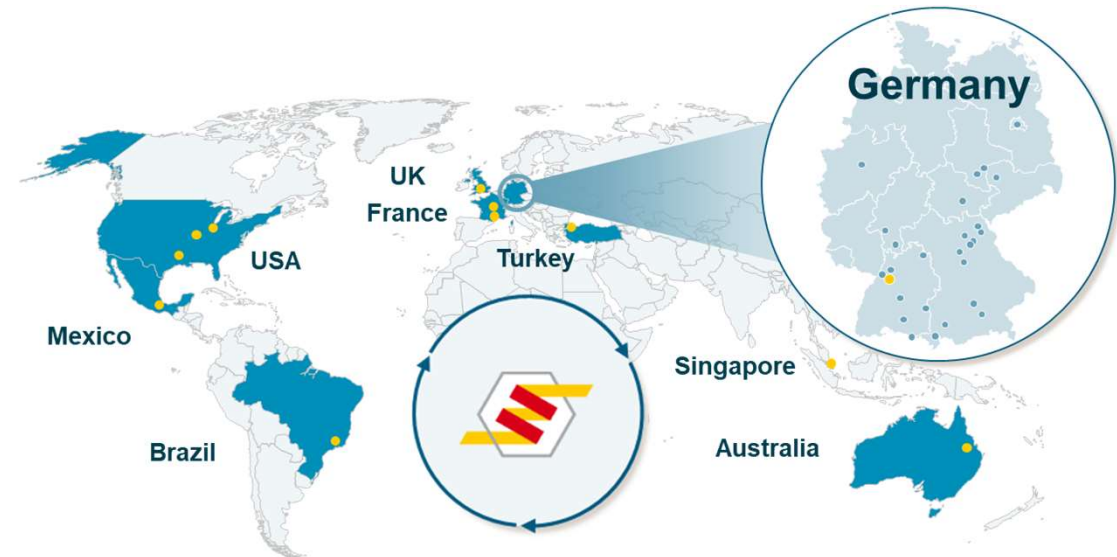 Germany
UK
France
USA
Turkey
Mexico
Singapore
Brazil
Australia